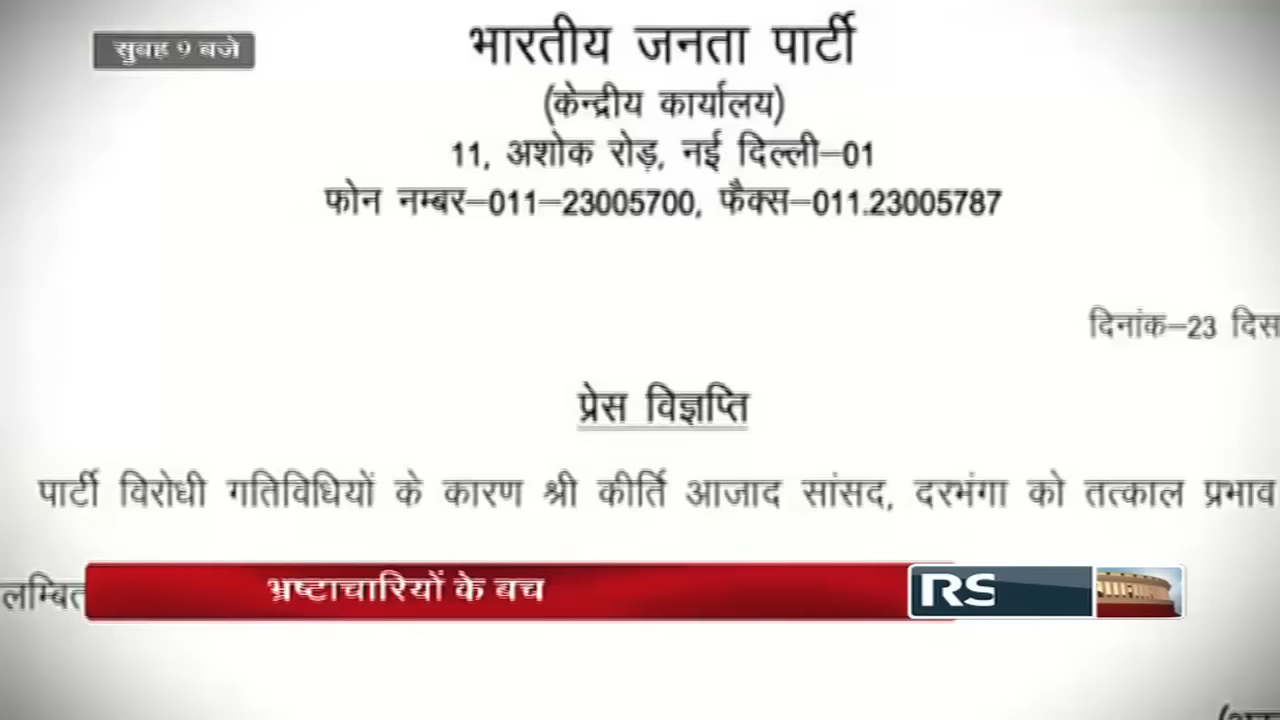 सुबह 9 बजे
भारतीय जनता पार्टी
(केन्द्रीय कार्यालय)
11, अशोक रोड़, नई दिल्ली–01
फोन नम्बर–011–23005700, फैक्स–011.23005787
दिनांक–23 दिस
प्रेस विज्ञप्ति
पार्टी विरोधी गतिविधियों के कारण श्री कीर्ति आजाद सांसद, दरभंगा को तत्काल प्रभाव
लम्बित
भ्रष्टाचारियों के बच
RS